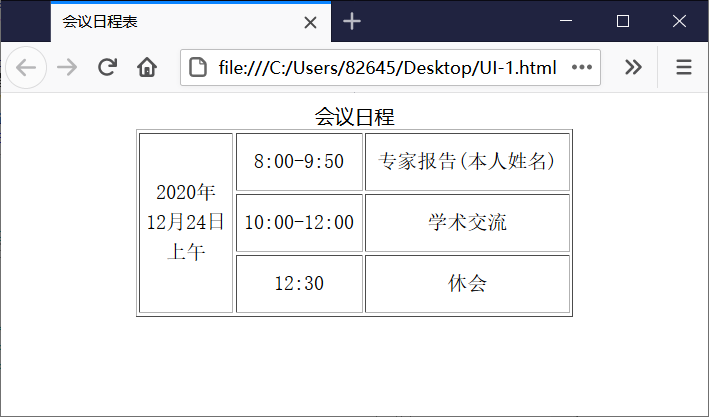 会议日程表
file:///C:/Users/82645/Desktop/UI-1.html
会议日程
2020年
12月24日
上午
8:00-9:50
专家报告(本人姓名)
10:00-12:00
学术交流
12:30
休会